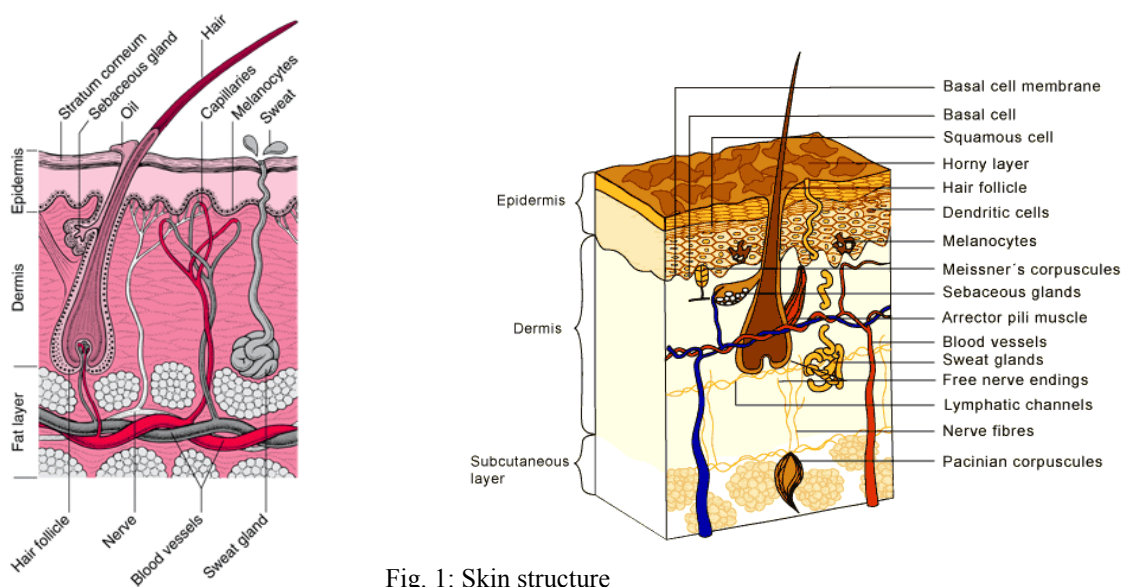 Stratum corneum
Sebaceous gland
Oil
Hair
Capillaries
Melanocytes
Sweat
Epidermis
Dermis
Fat layer
Hair follicle
Nerve
Blood vessels
Sweat gland
Epidermis
Dermis
Subcutaneous
layer
Basal cell membrane
Basal cell
Squamous cell
Horny layer
Hair follicle
Dendritic cells
Melanocytes
Meissner´s corpuscules
Sebaceous glands
Arrector pili muscle
Blood vessels
Sweat glands
Free nerve endings
Lymphatic channels
Nerve fibres
Pacinian corpuscules
Fig. 1: Skin structure